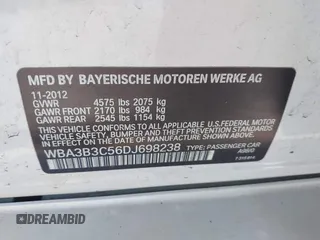 MFD BY BAYERISCHE MOTOREN WERKE AG
11-2012
GVWR 4575 lbs 2075 kg
GAWR FRONT 2170 lbs 984 kg
GAWR REAR 2545 lbs 1154 kg
THIS VEHICLE CONFORMS TO ALL APPLICABLE
U.S. FEDERAL MOTOR
VEHICLE SAFETY, BUMPER, AND THEFT PREVENTION
STANDARDS IN EFFECT ON THE DATE OF MANUFACTURE SHOWN ABOVE.
WBA3B3C56DJ698238 TYPE: PASSENGER CAR
DREAMBID